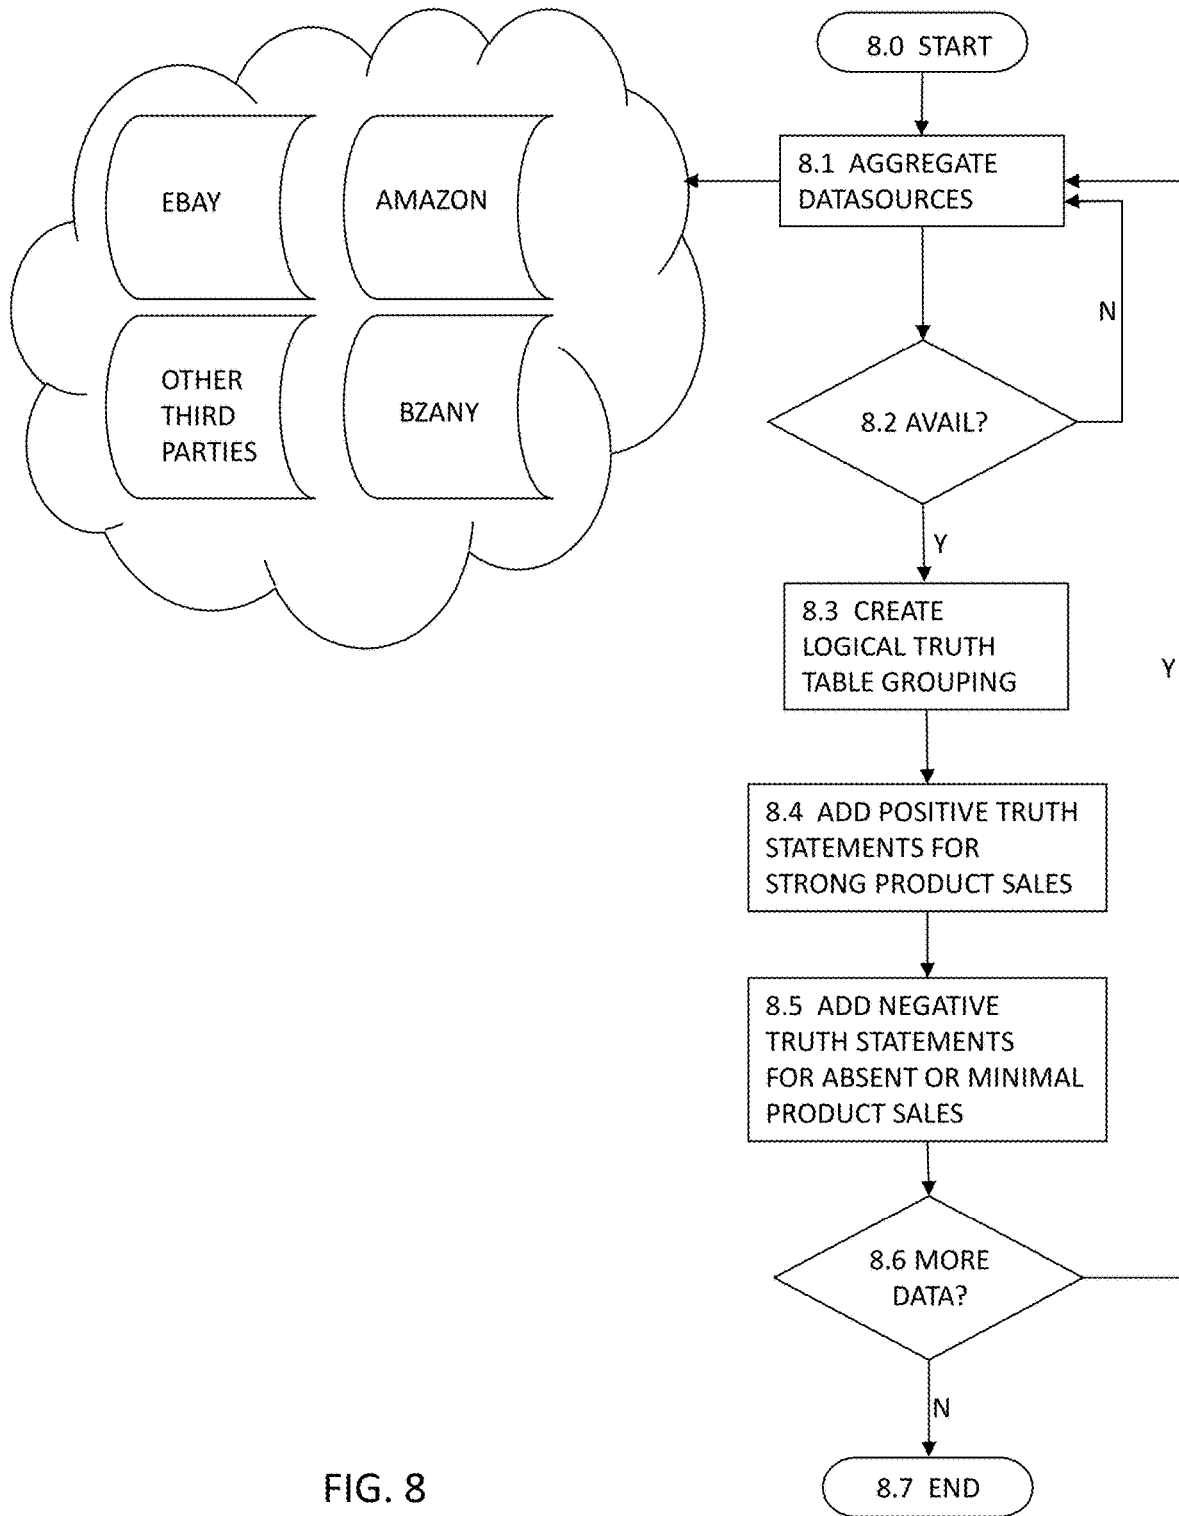 8.0 START
8.1 AGGREGATE
DATASOURCES
EBAY
AMAZON
OTHER
THIRD
PARTIES
BZANY
N
8.2 AVAIL?
Y
8.3 CREATE
LOGICAL TRUTH
TABLE GROUPING
Y
8.4 ADD POSITIVE TRUTH
STATEMENTS FOR
STRONG PRODUCT SALES
8.5 ADD NEGATIVE
TRUTH STATEMENTS
FOR ABSENT OR MINIMAL
PRODUCT SALES
8.6 MORE
DATA?
N
8.7 END
FIG. 8